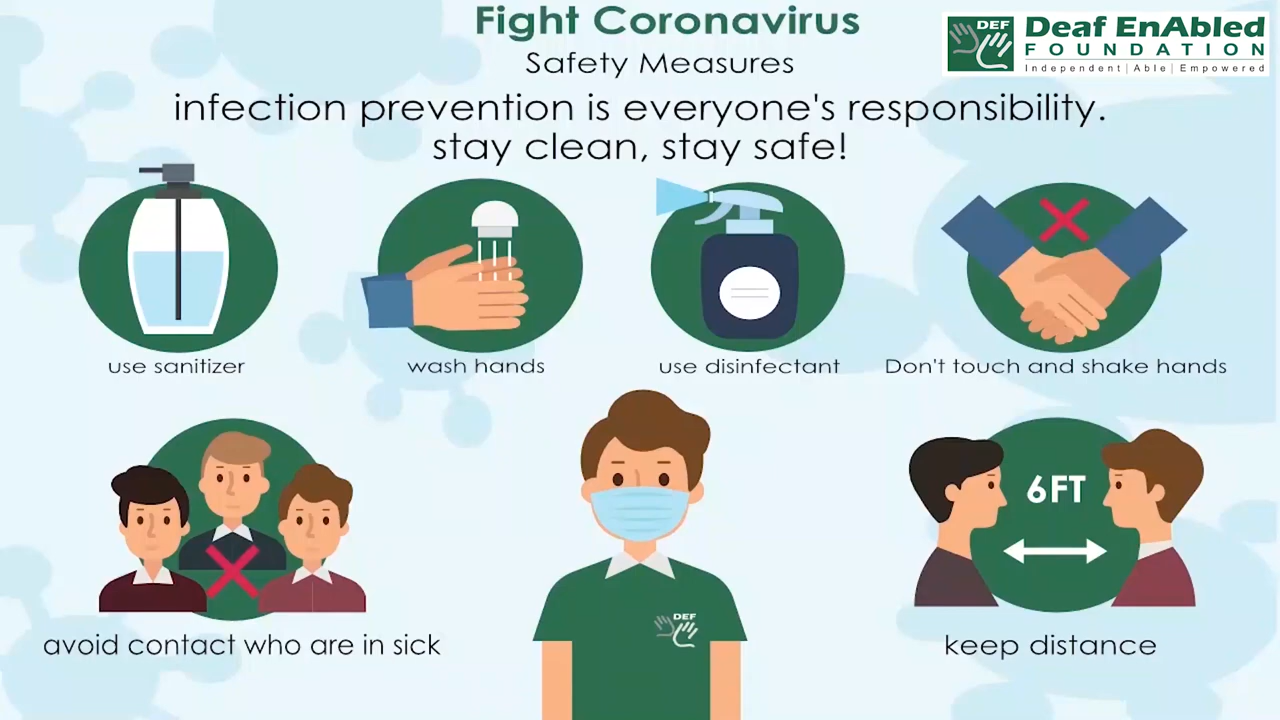 Fight Coronavirus
Safety Measures
DEF
Deaf EnAbled
FOUNDATION
Independent|Able|Empowered
infection prevention is everyone's responsibility.
stay clean, stay safe!
use sanitizer
wash hands
use disinfectant
Don't touch and shake hands
6FT
DEF
avoid contact who are in sick
keep distance